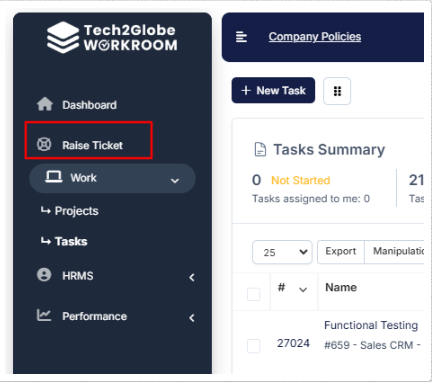 Tech2Globe
WORKROOM
Company Policies
+ New Task
Dashboard
Raise Ticket
Work
Projects
Tasks
HRMS
Performance
Tasks Summary
0 Not Started
21
Tasks assigned to me: 0
Tas
25
Export
Manipulatic
#
Name
Functional Testing
27024
#659 - Sales CRM -